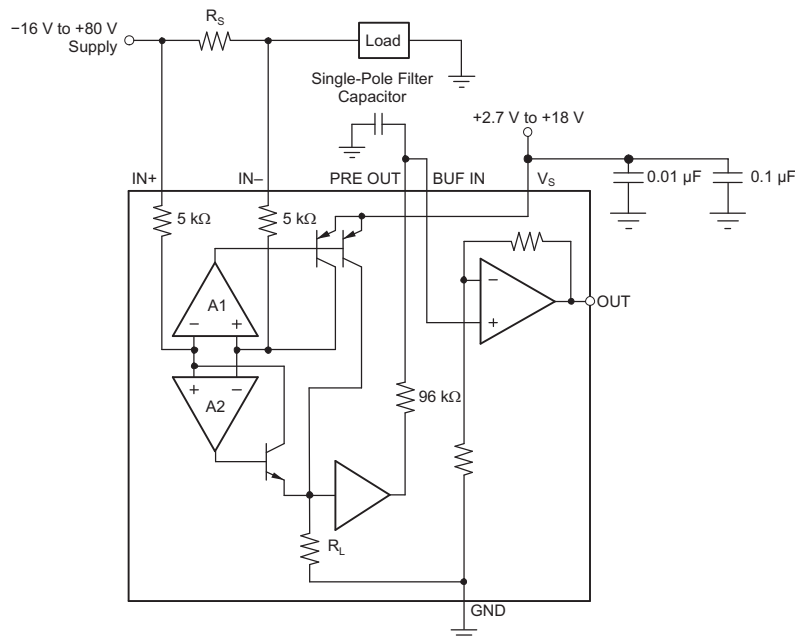 −16 V to +80 V
Supply
R_S
Load
Single-Pole Filter
Capacitor
+2.7 V to +18 V
IN+
IN−
PRE OUT
BUF IN
V_S
0.01 µF
0.1 µF
5 kΩ
5 kΩ
A1
−
+
−
+
OUT
+
−
A2
96 kΩ
R_L
GND